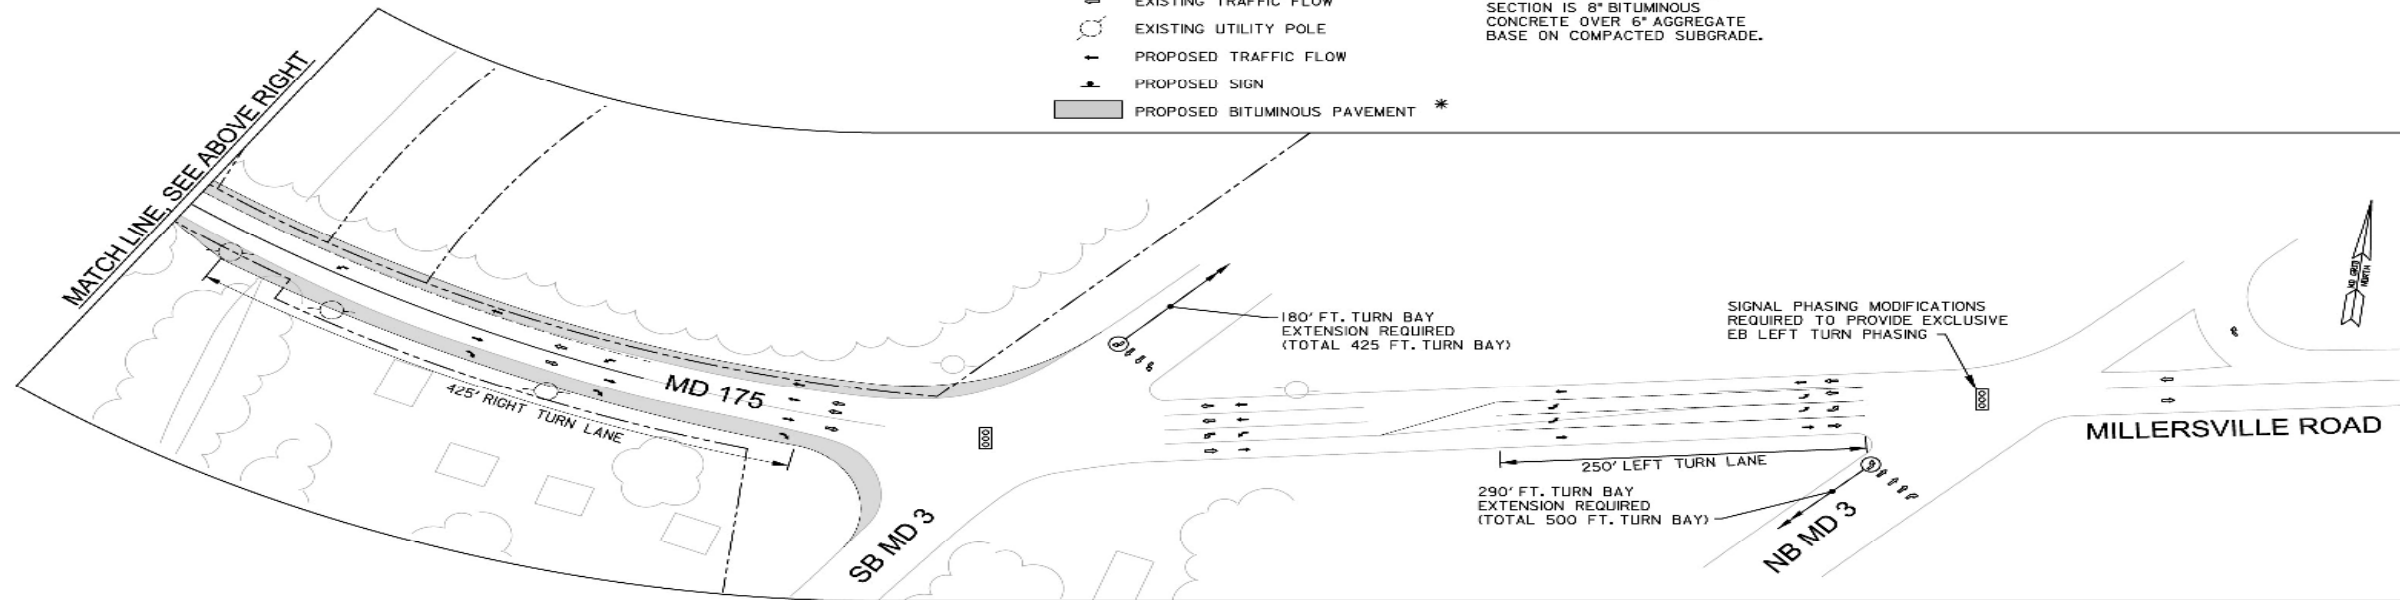 EXISTING TRAFFIC FLOW
EXISTING UTILITY POLE
PROPOSED TRAFFIC FLOW
PROPOSED SIGN
PROPOSED BITUMINOUS PAVEMENT *
SECTION IS 8" BITUMINOUS
CONCRETE OVER 6" AGGREGATE
BASE ON COMPACTED SUBGRADE.
MATCH LINE, SEE ABOVE RIGHT
425' RIGHT TURN LANE
MD 175
SB MD 3
180' FT. TURN BAY
EXTENSION REQUIRED
(TOTAL 425 FT. TURN BAY)
250' LEFT TURN LANE
290' FT. TURN BAY
EXTENSION REQUIRED
(TOTAL 500 FT. TURN BAY)
NB MD 3
SIGNAL PHASING MODIFICATIONS
REQUIRED TO PROVIDE EXCLUSIVE
EB LEFT TURN PHASING
MILLERSVILLE ROAD
MD GRID
NORTH